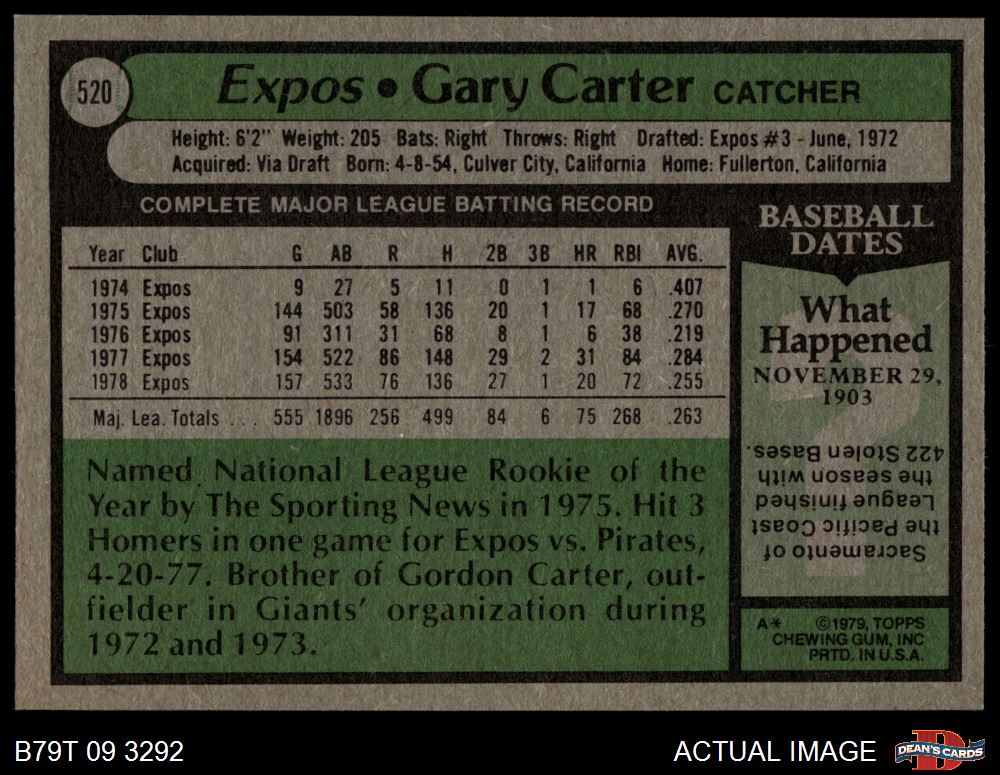 520
Expos • Gary Carter CATCHER
Height: 6'2" Weight: 205 Bats: Right Throws: Right Drafted: Expos #3 - June, 1972
Acquired: Via Draft Born: 4-8-54, Culver City, California Home: Fullerton, California
COMPLETE MAJOR LEAGUE BATTING RECORD
Year Club G AB R H 2B 3B HR RBI AVG.
1974 Expos 9 27 5 11 0 1 1 6 .407
1975 Expos 144 503 58 136 20 1 17 68 .270
1976 Expos 91 311 31 68 8 1 6 38 .219
1977 Expos 154 522 86 148 29 2 31 84 .284
1978 Expos 157 533 76 136 27 1 20 72 .255
Maj. Lea. Totals . . . 555 1896 256 499 84 6 75 268 .263
Named National League Rookie of the
Year by The Sporting News in 1975. Hit 3
Homers in one game for Expos vs. Pirates,
4-20-77. Brother of Gordon Carter, out-
fielder in Giants' organization during
1972 and 1973.
BASEBALL
DATES
What
Happened
NOVEMBER 29,
1903
?
Sacramento of
the Pacific Coast
League finished
the season with
422 Stolen Bases.
A* ©1979, TOPPS
CHEWING GUM, INC
PRTD. IN U.S.A.
B79T 09 3292
ACTUAL IMAGE
D
DEAN'S CARDS